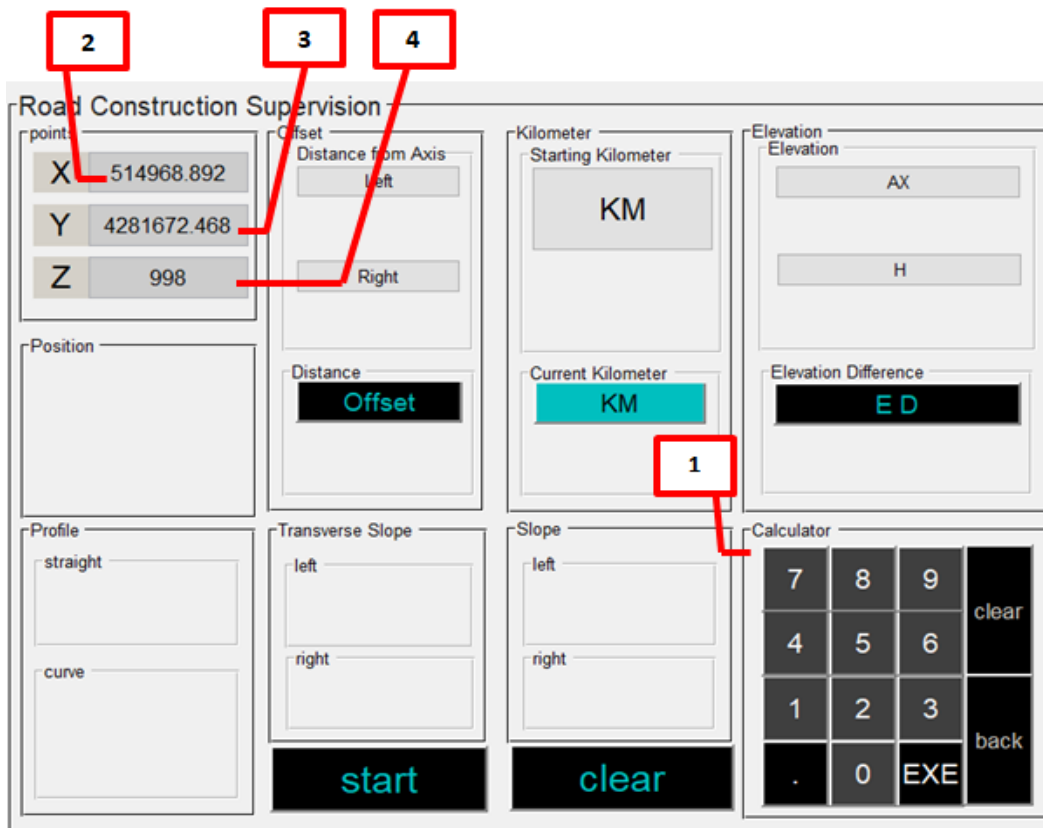 2
3
4
Road Construction Supervision
points
X
514968.892
Y
4281672.468
Z
998
Offset
Distance from Axis
Left
Right
Distance
Offset
Kilometer
Starting Kilometer
KM
Current Kilometer
KM
Elevation
Elevation
AX
H
Elevation Difference
E D
1
Position
Profile
straight
curve
Transverse Slope
left
right
Slope
left
right
Calculator
7 8 9
clear
4 5 6
1 2 3
back
. 0 EXE
start
clear